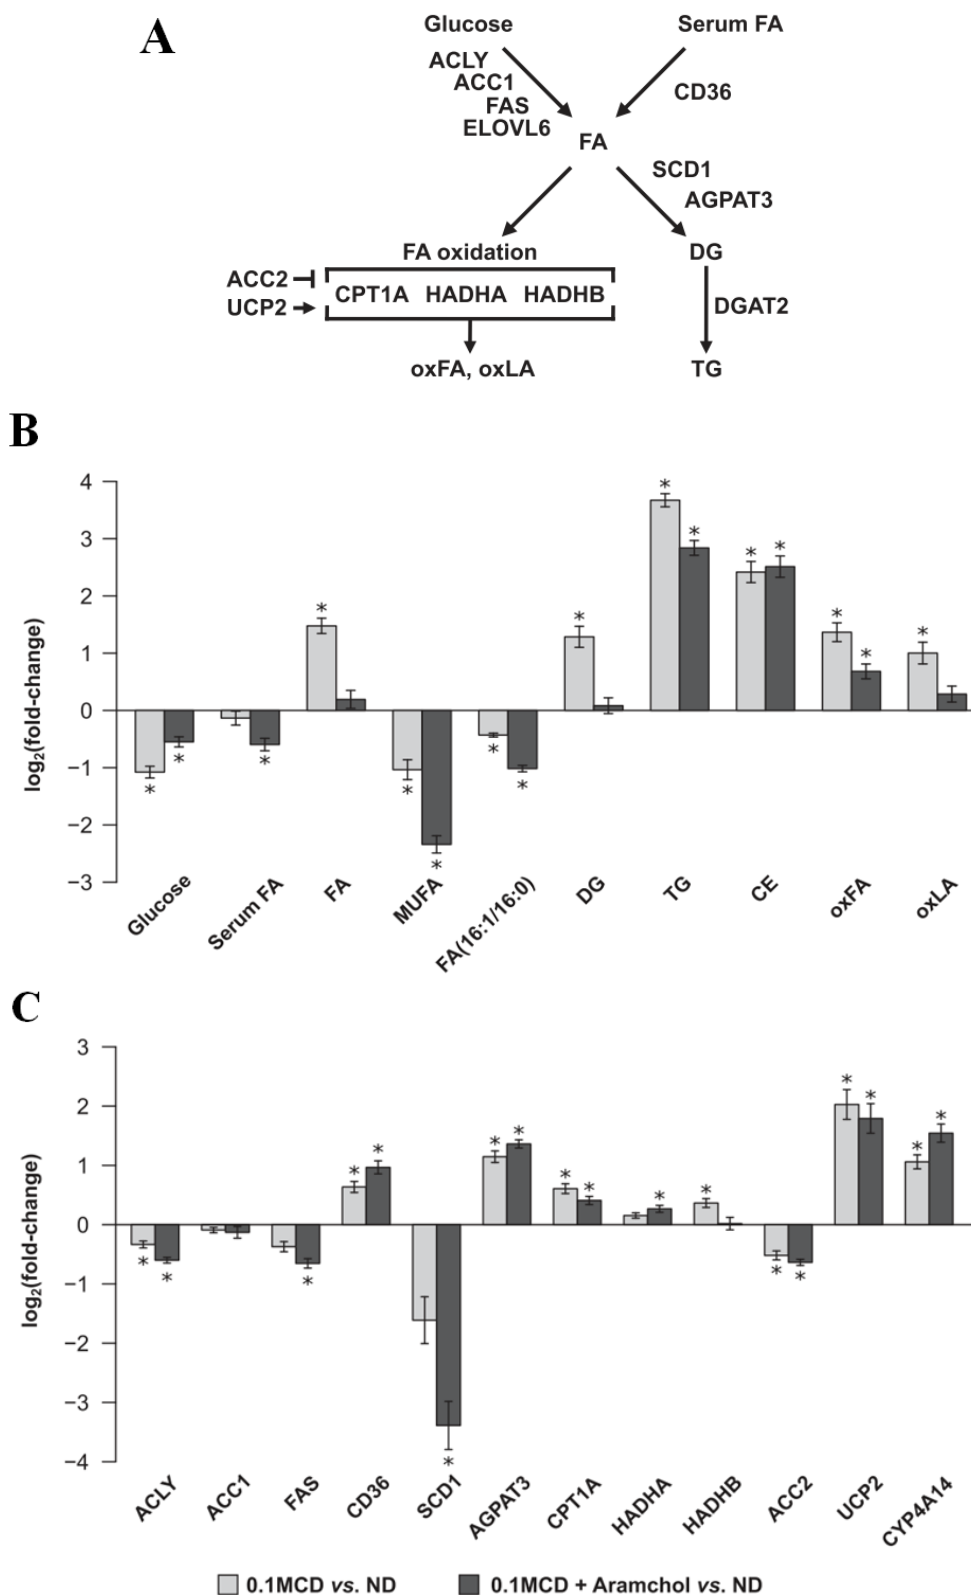 A
Glucose
Serum FA
ACLY
ACC1
FAS
ELOVL6
CD36
FA
SCD1
AGPAT3
FA oxidation
DG
ACC2
UCP2
CPT1A HADHA HADHB
DGAT2
oxFA, oxLA
TG
B
log₂(fold-change)
4
3
2
1
0
−1
−2
−3
* * * * * * * * * * * * * * * *
Glucose
Serum FA
FA
MUFA
FA(16:1/16:0)
DG
TG
CE
oxFA
oxLA
C
log₂(fold-change)
3
2
1
0
−1
−2
−3
−4
* * * * * * * * * * * * * * * * * *
ACLY
ACC1
FAS
CD36
SCD1
AGPAT3
CPT1A
HADHA
HADHB
ACC2
UCP2
CYP4A14
0.1MCD vs. ND
0.1MCD + Aramchol vs. ND